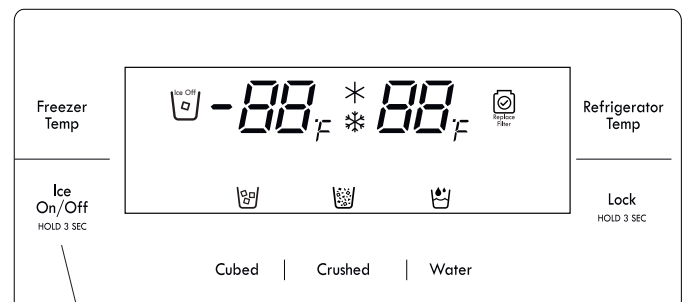 Freezer
Temp
Ice Off
-88°F
88°F
Replace
Filter
Refrigerator
Temp
Ice
On/Off
HOLD 3 SEC
Lock
HOLD 3 SEC
Cubed | Crushed | Water